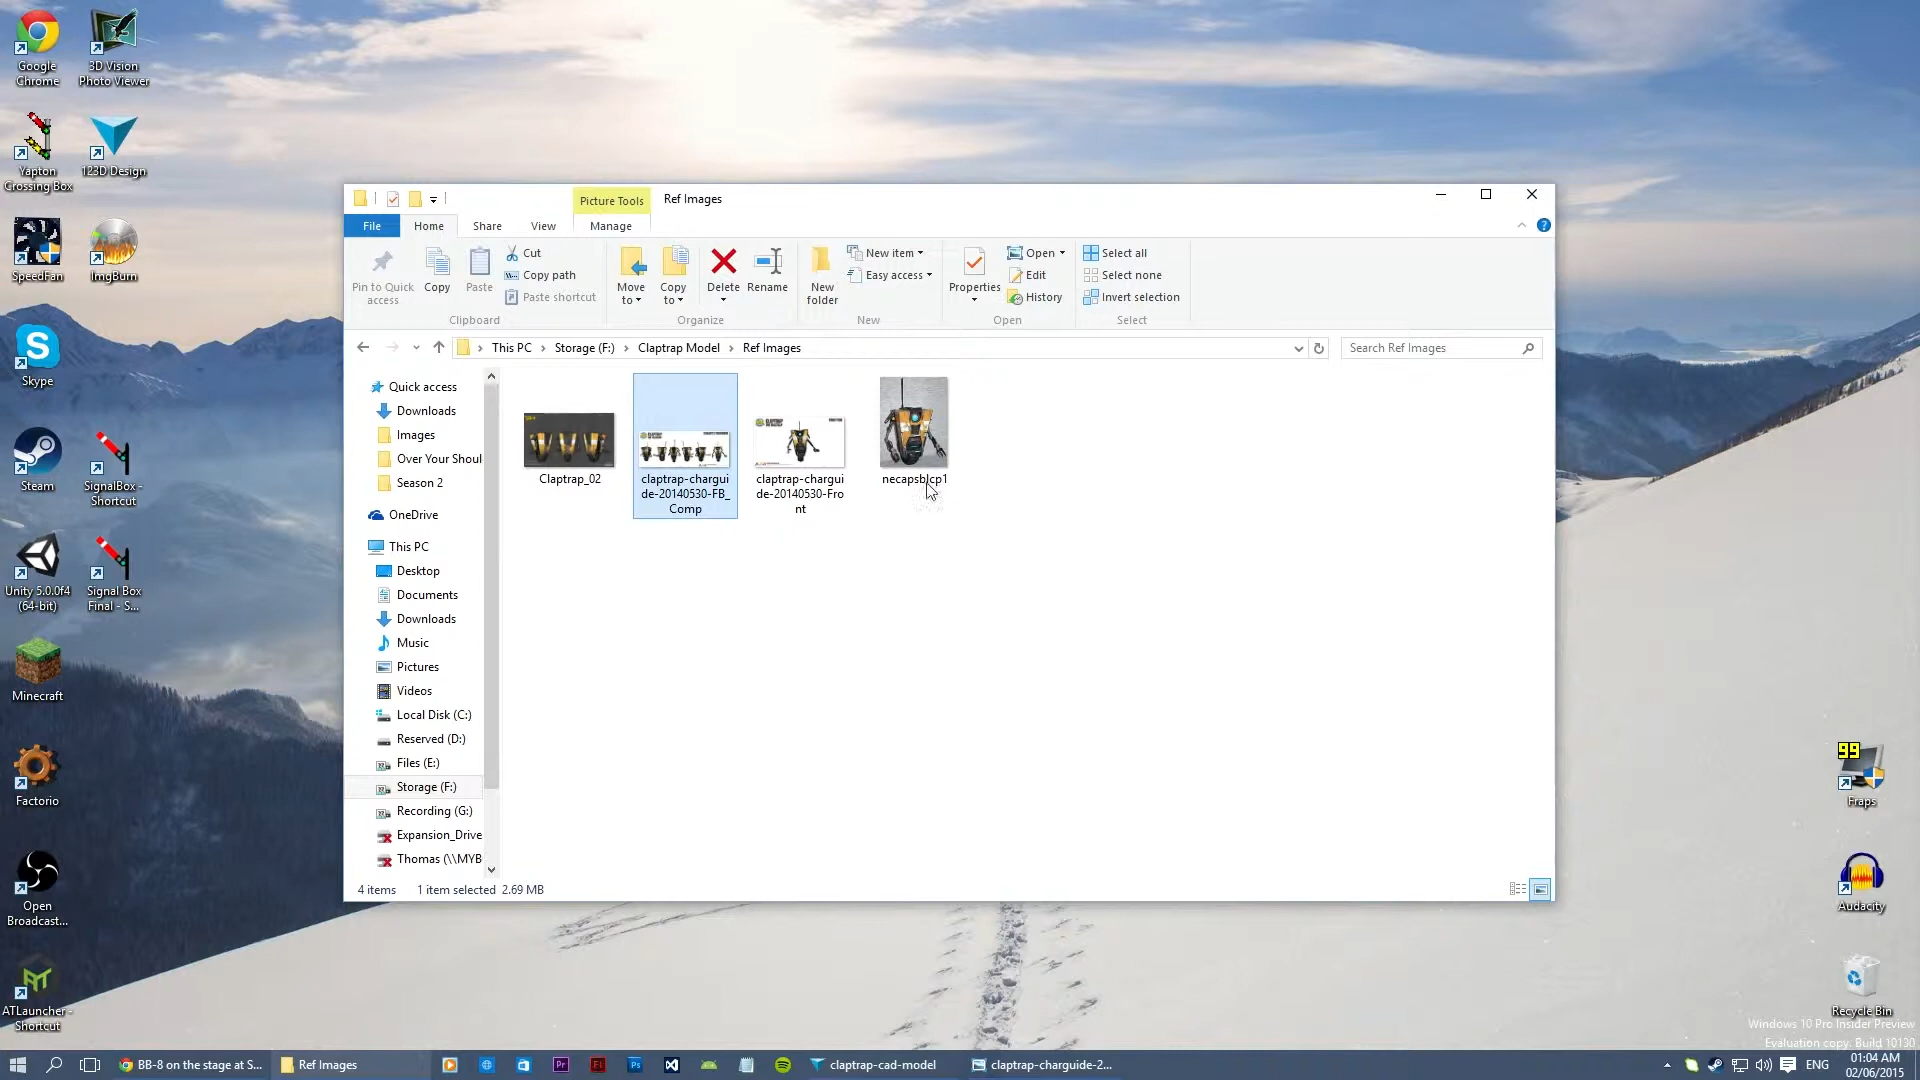 Google
Chrome
3D Vision
Photo Viewer
Yapton
Crossing Box
123D Design
SpeedFan
ImgBurn
Skype
Steam
SignalBox -
Shortcut
Unity 5.0.0f4
(64-bit)
Signal Box
Final - S...
Minecraft
Factorio
Open
Broadcast...
ATLauncher -
Shortcut
Picture Tools
Ref Images
File
Home
Share
View
Manage
Pin to Quick
access
Copy
Paste
Cut
Copy path
Paste shortcut
Clipboard
Move
to
Copy
to
Delete
Rename
Organize
New
folder
New item
Easy access
New
Properties
Open
Edit
History
Open
Select all
Select none
Invert selection
Select
This PC
Storage (F:)
Claptrap Model
Ref Images
Search Ref Images
Quick access
Downloads
Images
Over Your Shoul
Season 2
OneDrive
This PC
Desktop
Documents
Downloads
Music
Pictures
Videos
Local Disk (C:)
Reserved (D:)
Files (E:)
Storage (F:)
Recording (G:)
Expansion_Drive
Thomas (\\MYB
Claptrap_02
claptrap-chargui
de-20140530-FB_
Comp
claptrap-chargui
de-20140530-Fro
nt
necapsblcp1
4 items
1 item selected 2.69 MB
99
Fraps
Audacity
Recycle Bin
Windows 10 Pro Insider Preview
Evaluation copy. Build 10130
BB-8 on the stage at S...
Ref Images
Pr
Fl
Ps
claptrap-cad-model
claptrap-charguide-2...
ENG
01:04 AM
02/06/2015